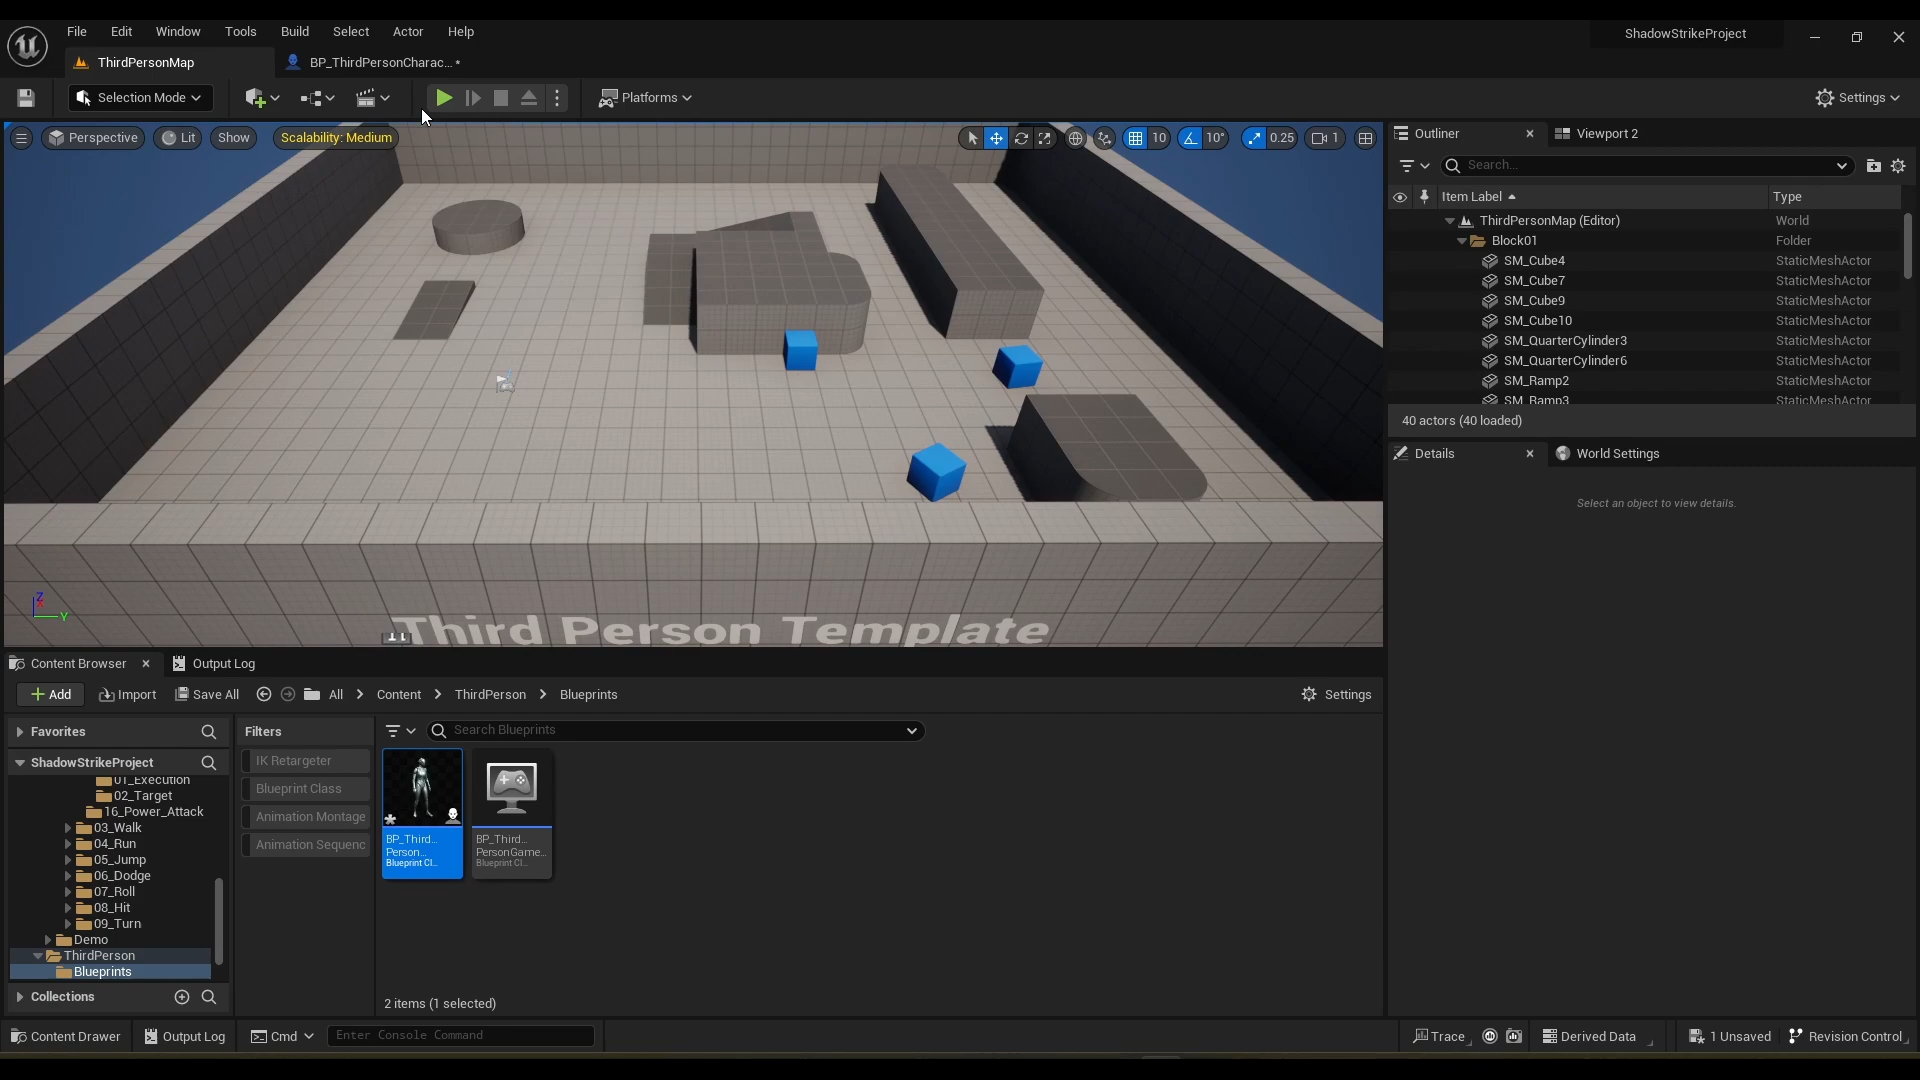 File Edit Window Tools Build Select Actor Help
ShadowStrikeProject
ThirdPersonMap
BP_ThirdPersonCharac... *
Selection Mode
Platforms
Settings
Perspective
Lit
Show
Scalability: Medium
10
10°
0.25
1
Outliner
Viewport 2
Search...
Item Label
Type
ThirdPersonMap (Editor) World
Block01 Folder
SM_Cube4 StaticMeshActor
SM_Cube7 StaticMeshActor
SM_Cube9 StaticMeshActor
SM_Cube10 StaticMeshActor
SM_QuarterCylinder3 StaticMeshActor
SM_QuarterCylinder6 StaticMeshActor
SM_Ramp2 StaticMeshActor
SM_Ramp3 StaticMeshActor
40 actors (40 loaded)
Details
World Settings
Select an object to view details.
Z
Y
Third Person Template
Content Browser
Output Log
Add
Import
Save All
All
Content
ThirdPerson
Blueprints
Settings
Favorites
ShadowStrikeProject
01_Execution
02_Target
16_Power_Attack
03_Walk
04_Run
05_Jump
06_Dodge
07_Roll
08_Hit
09_Turn
Demo
ThirdPerson
Blueprints
Collections
Filters
IK Retargeter
Blueprint Class
Animation Montage
Animation Sequenc
Search Blueprints
BP_Third...
Person...
Blueprint Cl...
BP_Third...
PersonGame...
Blueprint Cl...
2 items (1 selected)
Content Drawer
Output Log
Cmd
Enter Console Command
Trace
Derived Data
1 Unsaved
Revision Control